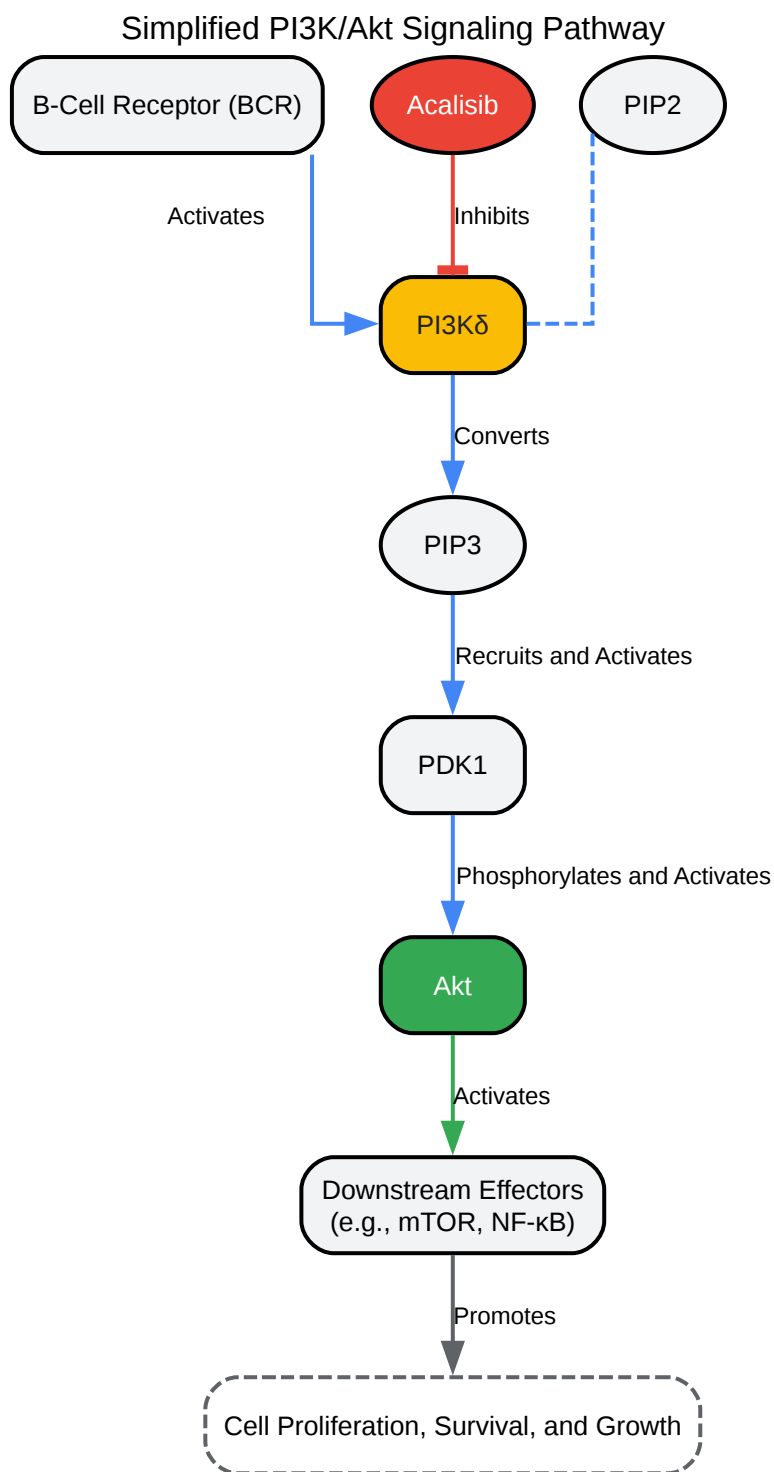 Simplified PI3K/Akt Signaling Pathway
B-Cell Receptor (BCR)
Acalisib
PIP2
Activates
Inhibits
PI3Kδ
Converts
PIP3
Recruits and Activates
PDK1
Phosphorylates and Activates
Akt
Activates
Downstream Effectors
(e.g., mTOR, NF-κB)
Promotes
Cell Proliferation, Survival, and Growth